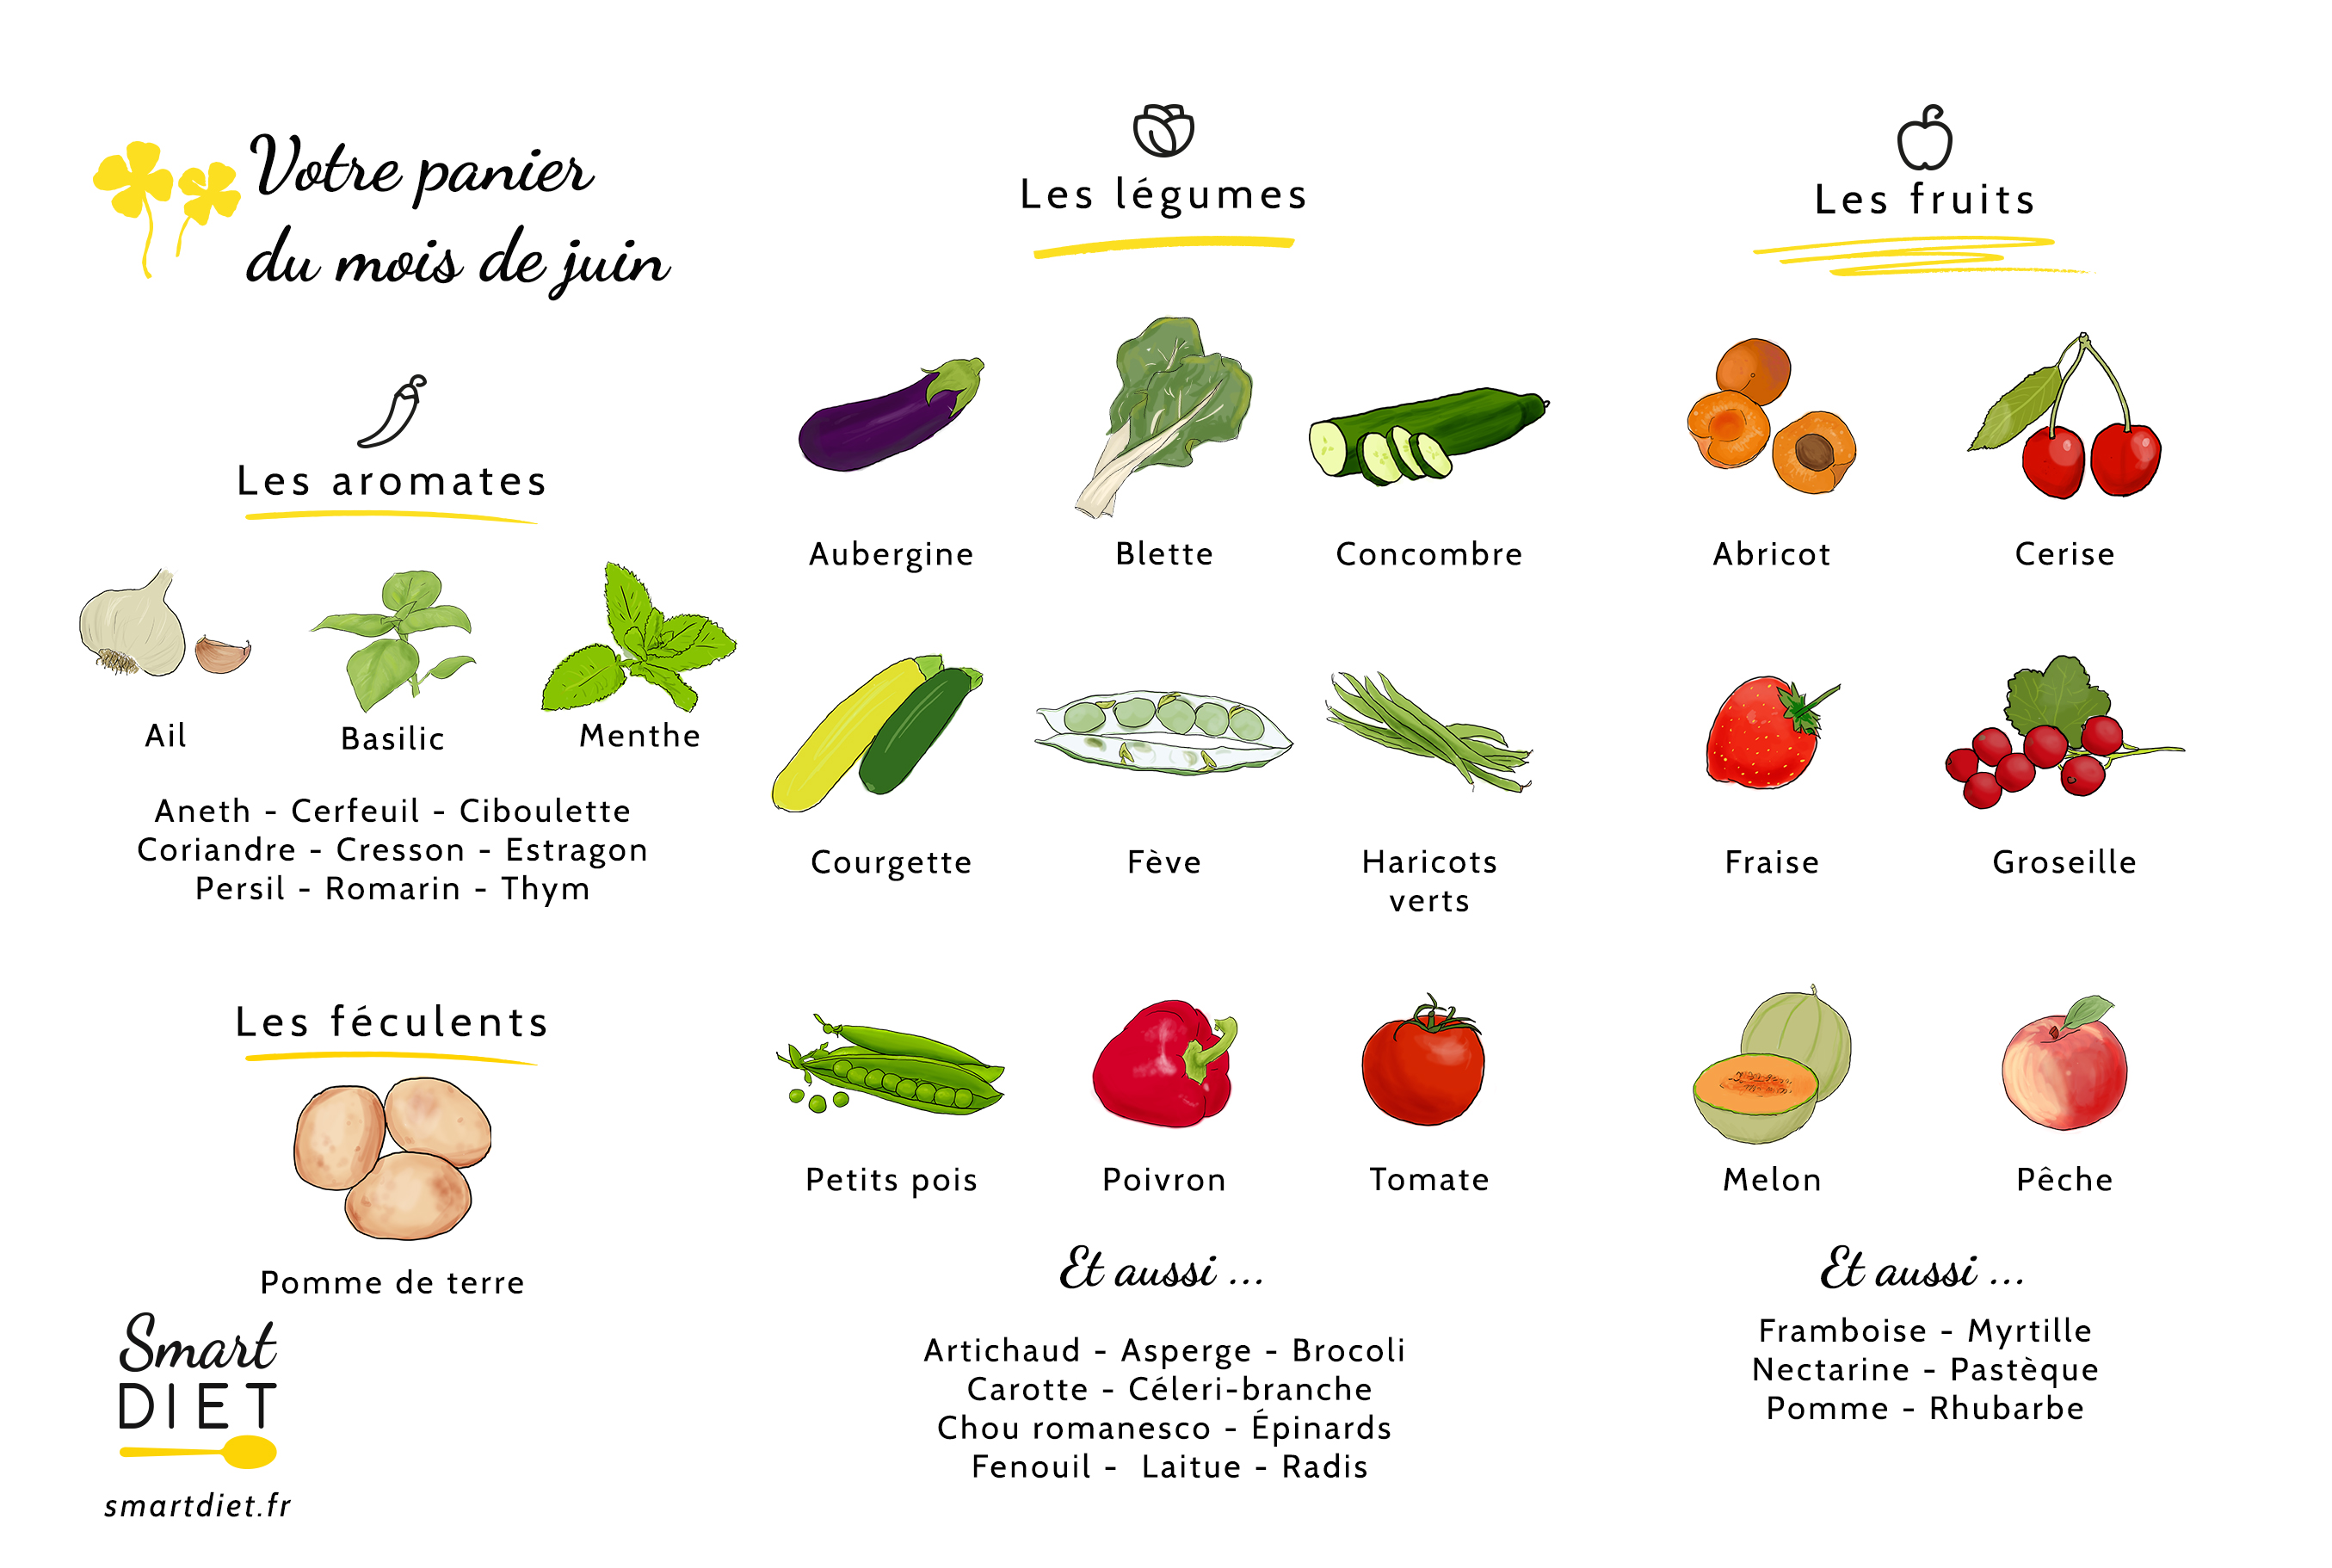 Votre panier
du mois de juin
Les aromates
Ail
Basilic
Menthe
Aneth - Cerfeuil - Ciboulette
Coriandre - Cresson - Estragon
Persil - Romarin - Thym
Les féculents
Pomme de terre
Smart
DIET
smartdiet.fr
Les légumes
Aubergine
Blette
Concombre
Courgette
Fève
Haricots
verts
Petits pois
Poivron
Tomate
Et aussi ...
Artichaud - Asperge - Brocoli
Carotte - Céleri-branche
Chou romanesco - Épinards
Fenouil - Laitue - Radis
Les fruits
Abricot
Cerise
Fraise
Groseille
Melon
Pêche
Et aussi ...
Framboise - Myrtille
Nectarine - Pastèque
Pomme - Rhubarbe